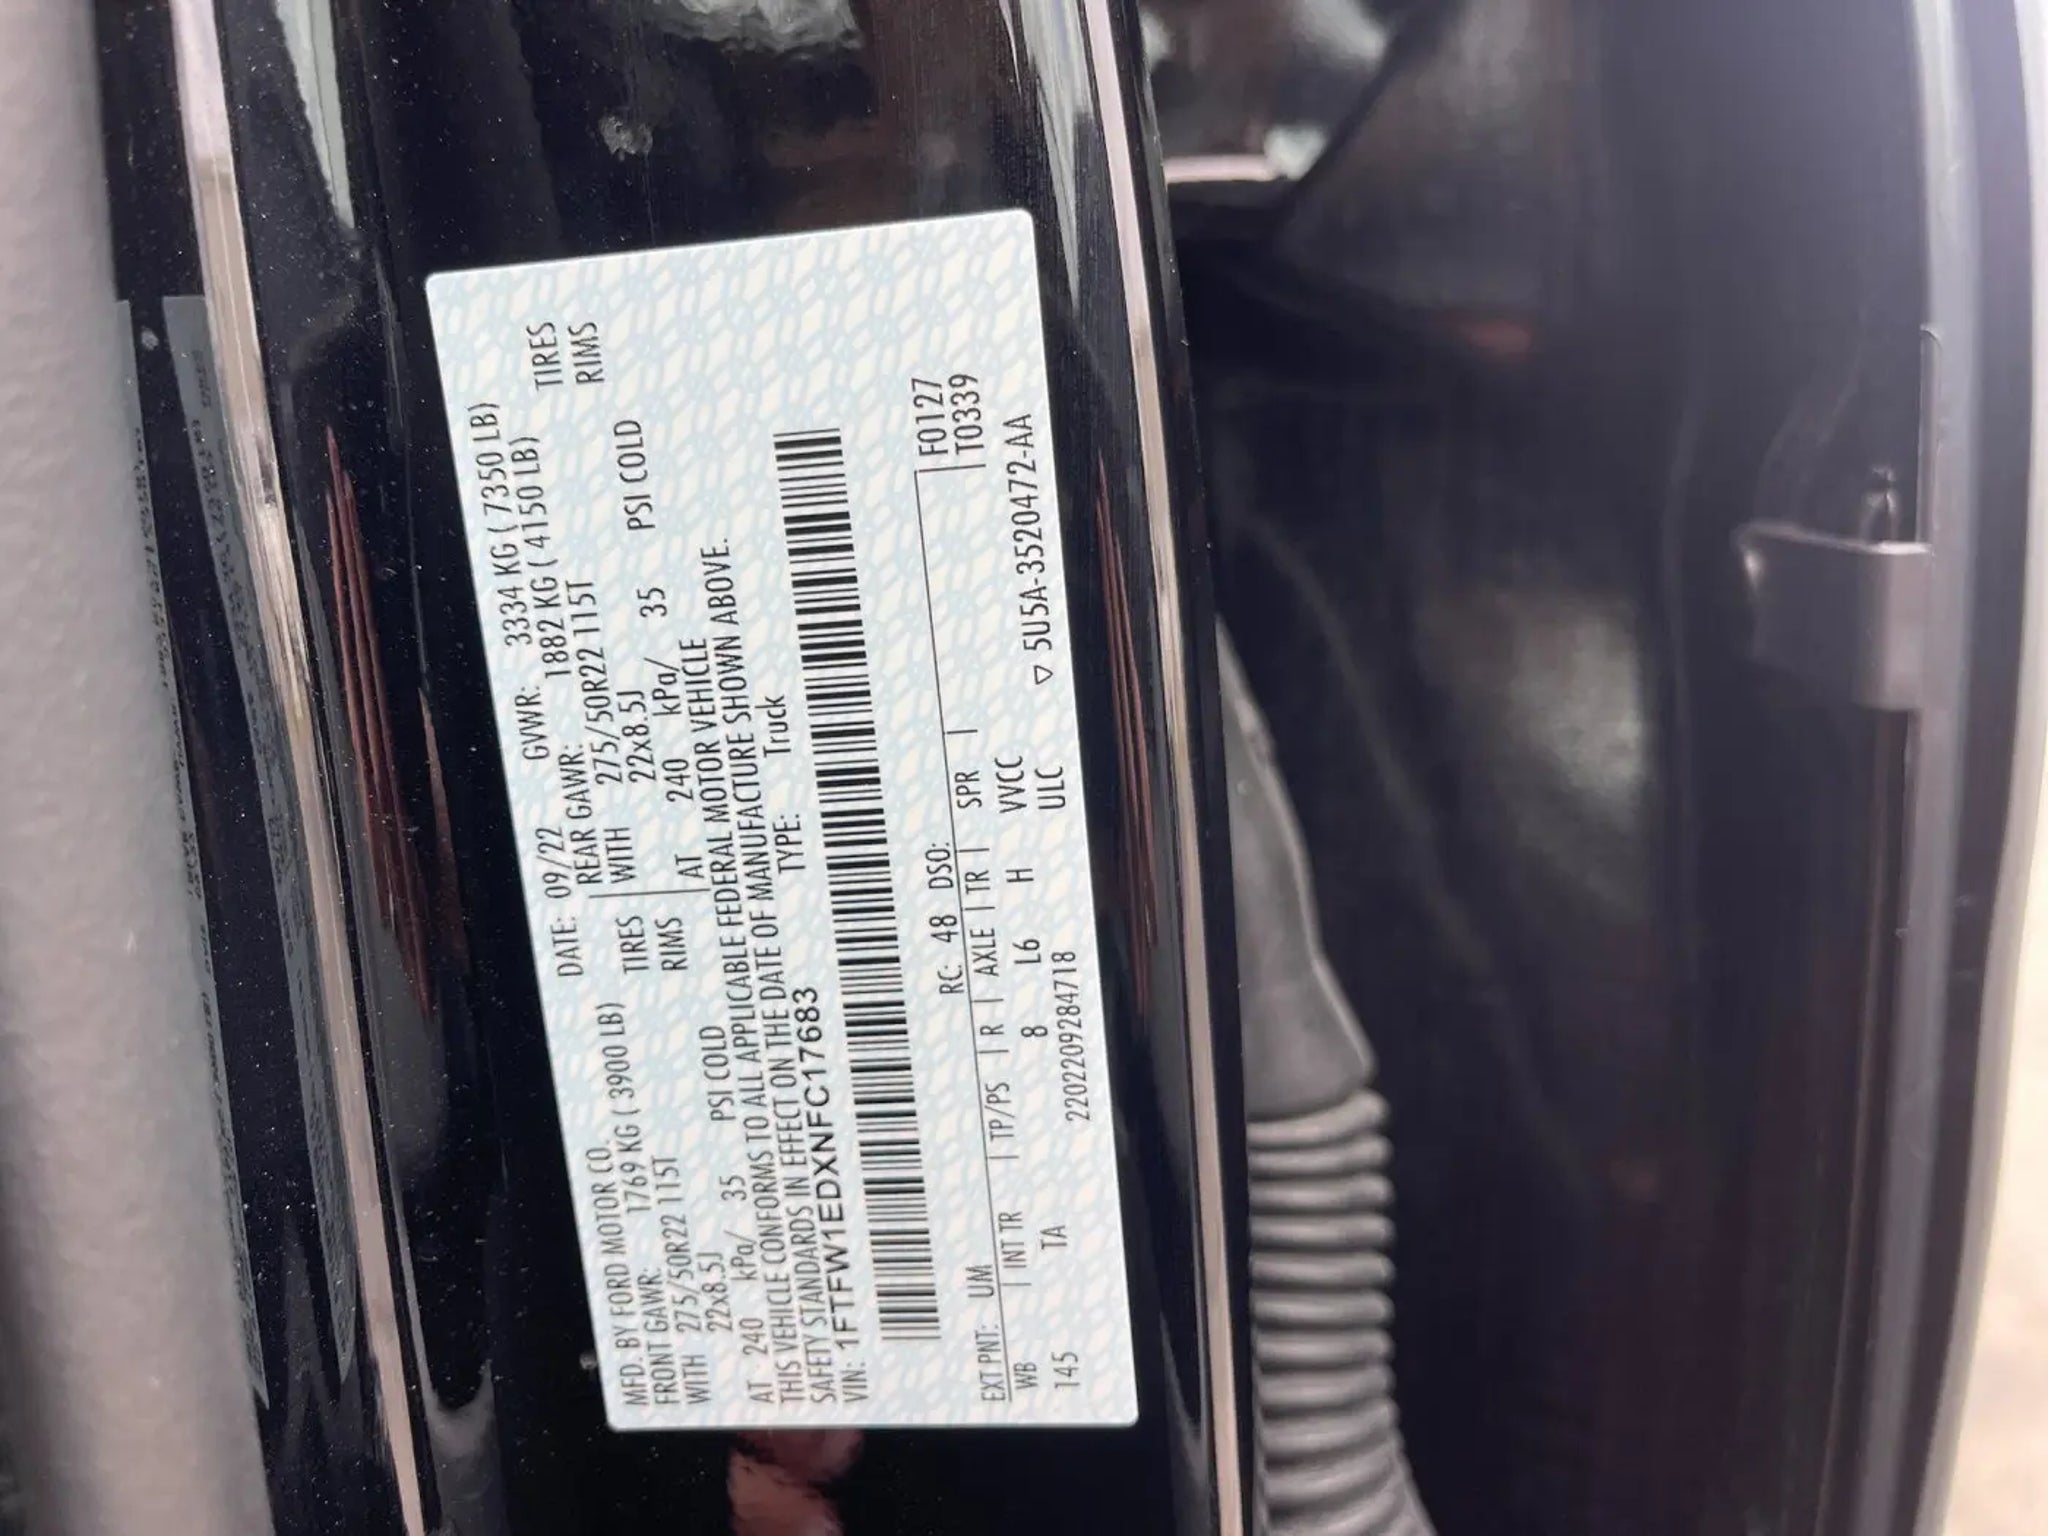 MFD. BY FORD MOTOR CO. DATE: 09/22 GVWR: 3334 KG ( 7350 LB)
FRONT GAWR: 1769 KG ( 3900 LB) REAR GAWR: 1882 KG ( 4150 LB)
WITH 275/50R22 115T TIRES WITH 275/50R22 115T TIRES
22x8.5J RIMS 22x8.5J RIMS
AT 240 kPa/ 35 PSI COLD AT 240 kPa/ 35 PSI COLD
THIS VEHICLE CONFORMS TO ALL APPLICABLE FEDERAL MOTOR VEHICLE
SAFETY STANDARDS IN EFFECT ON THE DATE OF MANUFACTURE SHOWN ABOVE.
VIN: 1FTFW1EDXNFC17683 TYPE: Truck
EXT PNT: UM RC: 48 DSO: F0127
WB | INT TR | TP/PS | R | AXLE | TR | SPR | T0339
145 TA 8 L6 H VVCC
ULC
2202209284718 ▽ 5U5A-3520472-AA